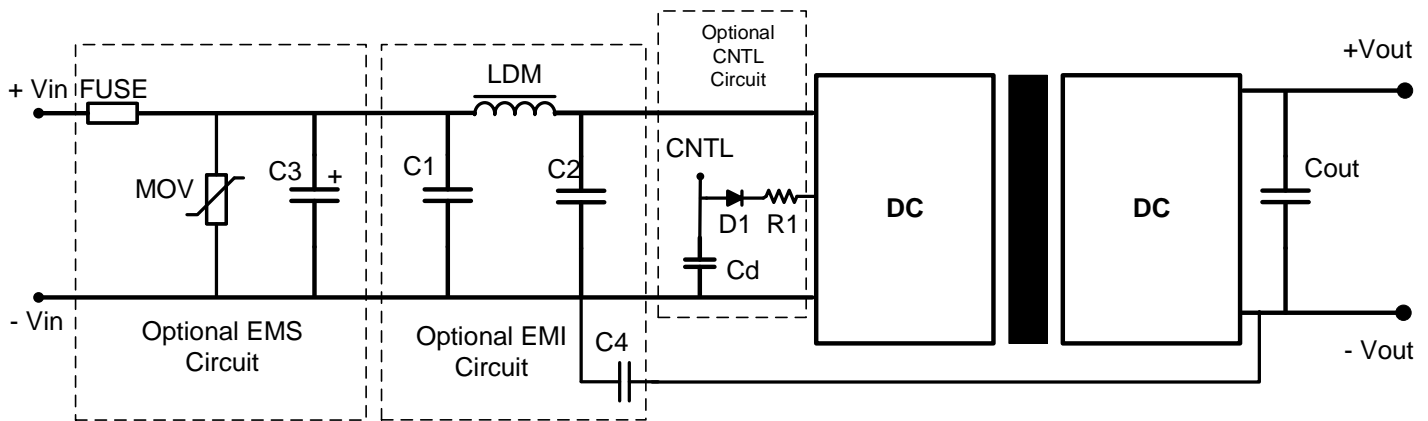 Optional
CNTL
Circuit
+Vout
LDM
+ Vin FUSE
CNTL
C3 +
C1
C2
MOV
Cout
DC
DC
D1 R1
Cd
- Vin
Optional EMS
Circuit
Optional EMI
Circuit
C4
- Vout